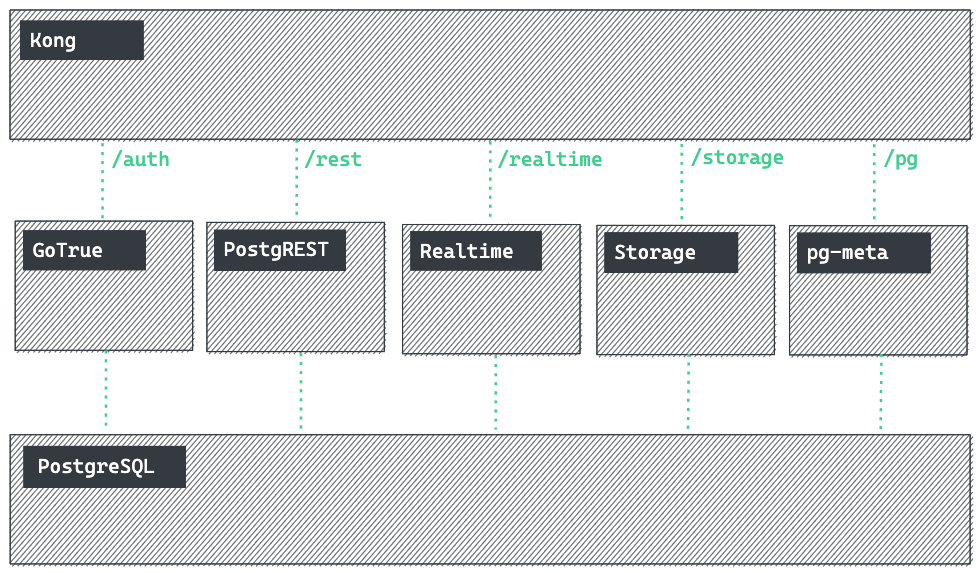 Kong
/auth
/rest
/realtime
/storage
/pg
GoTrue
PostgREST
Realtime
Storage
pg-meta
PostgreSQL